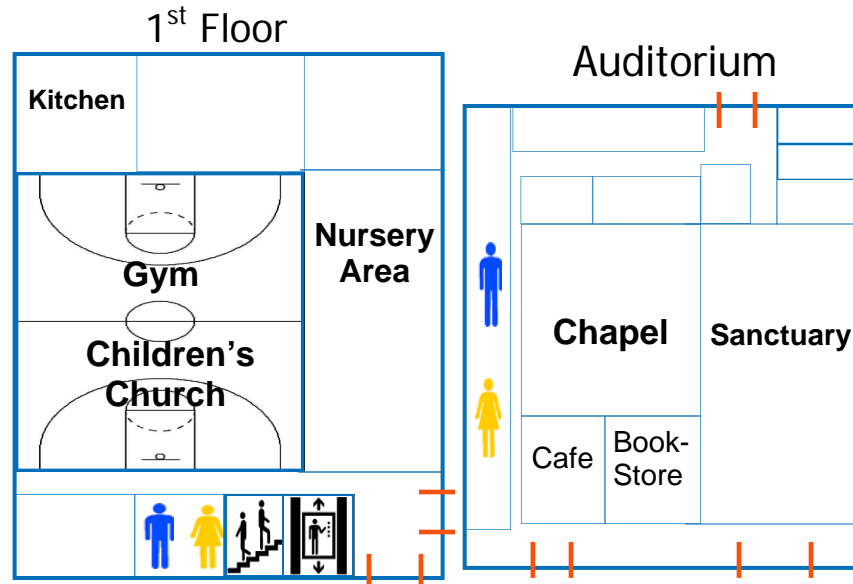 1st Floor
Kitchen
Nursery
Area
Gym
Children's
Church
Auditorium
Chapel
Sanctuary
Cafe
Book-
Store